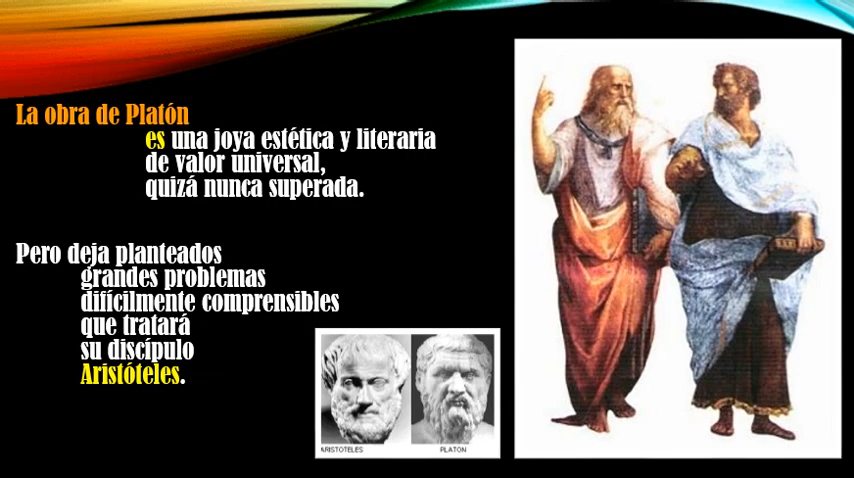 La obra de Platón
es una joya estética y literaria
de valor universal,
quizá nunca superada.
Pero deja planteados
grandes problemas
difícilmente comprensibles
que tratará
su discípulo
Aristóteles.
ARISTOTELES
PLATON